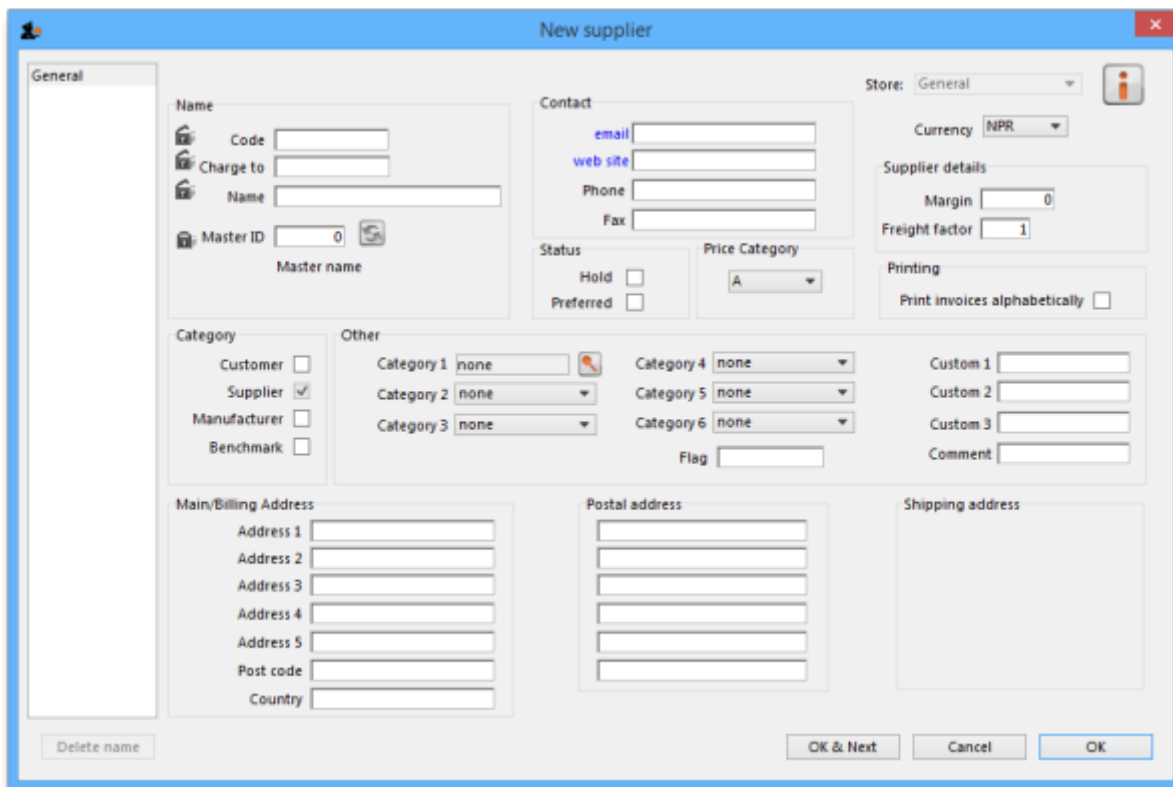 New supplier
General
Store: General
Currency NPR
Name
Code
Charge to
Name
Master ID 0
Master name
Contact
email
web site
Phone
Fax
Supplier details
Margin 0
Freight factor 1
Status
Hold
Preferred
Price Category
A
Printing
Print invoices alphabetically
Category
Customer
Supplier
Manufacturer
Benchmark
Other
Category 1 none
Category 2 none
Category 3 none
Category 4 none
Category 5 none
Category 6 none
Flag
Custom 1
Custom 2
Custom 3
Comment
Main/Billing Address
Address 1
Address 2
Address 3
Address 4
Address 5
Post code
Country
Postal address
Shipping address
Delete name
OK & Next
Cancel
OK